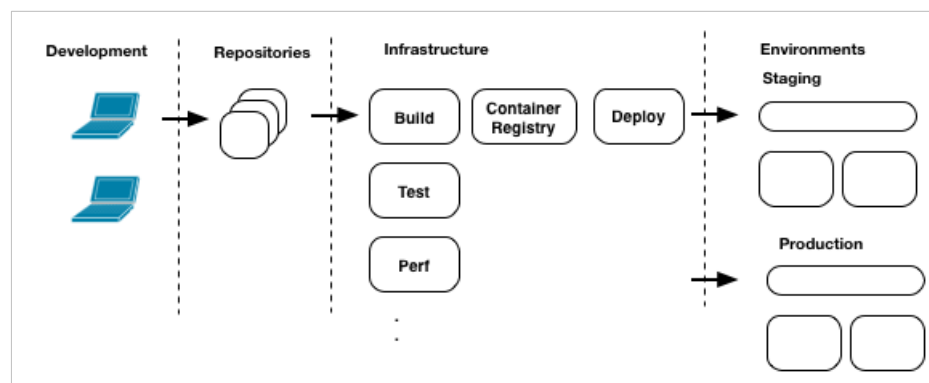 Development
Repositories
Infrastructure
Environments
Staging
Build
Container
Registry
Deploy
Test
Production
Perf